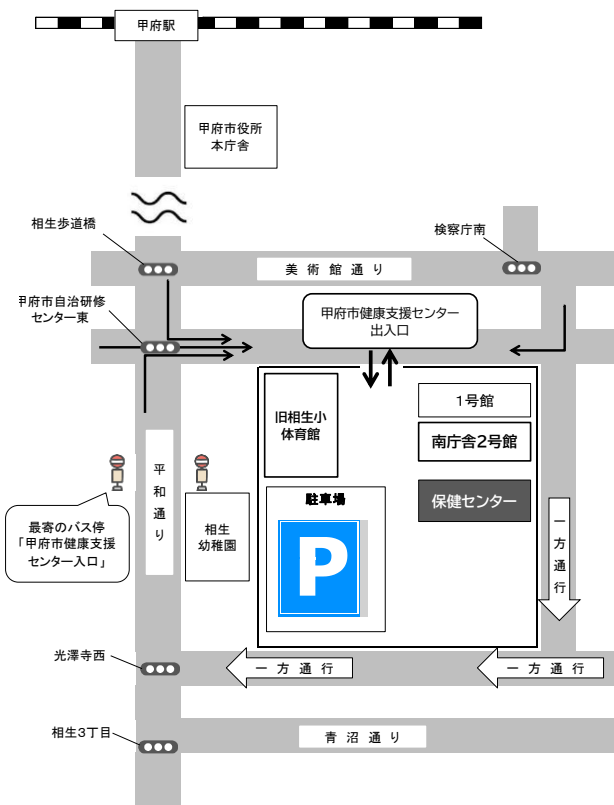 甲府駅
甲府市役所
本庁舎
相生歩道橋
検察庁南
美術館通り
甲府市自治研修
センター東
甲府市健康支援センター
出入口
旧相生小
体育館
1号館
南庁舎2号館
保健センター
駐車場
P
平和通り
相生
幼稚園
最寄のバス停
「甲府市健康支援
センター入口」
一方通行
光澤寺西
一方通行
一方通行
相生3丁目
青沼通り